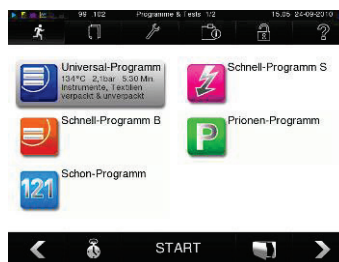 99 .102 Programme & Tests 1/2 15.05 24-09-2010
Universal-Programm
134°C 2,1bar 5.30 Min.
Instrumente, Textilien
verpackt & unverpackt
Schnell-Programm S
Schnell-Programm B
Prionen-Programm
P
121
Schon-Programm
START